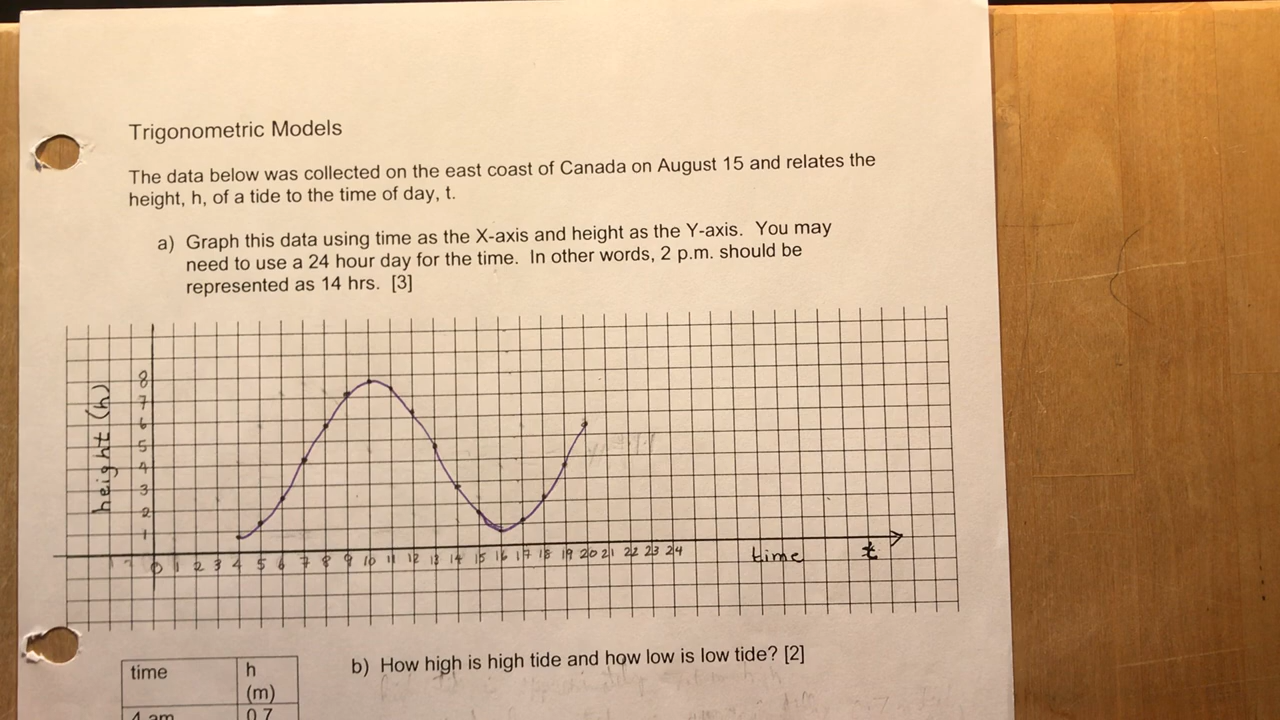 Trigonometric Models
The data below was collected on the east coast of Canada on August 15 and relates the
height, h, of a tide to the time of day, t.
a) Graph this data using time as the X-axis and height as the Y-axis. You may
need to use a 24 hour day for the time. In other words, 2 p.m. should be
represented as 14 hrs. [3]
height (h)
8
7
6
5
4
3
2
1
0 1 2 3 4 5 6 7 8 9 10 11 12 13 14 15 16 17 18 19 20 21 22 23 24
time t
b) How high is high tide and how low is low tide? [2]
time h
(m)
4 am 0.7